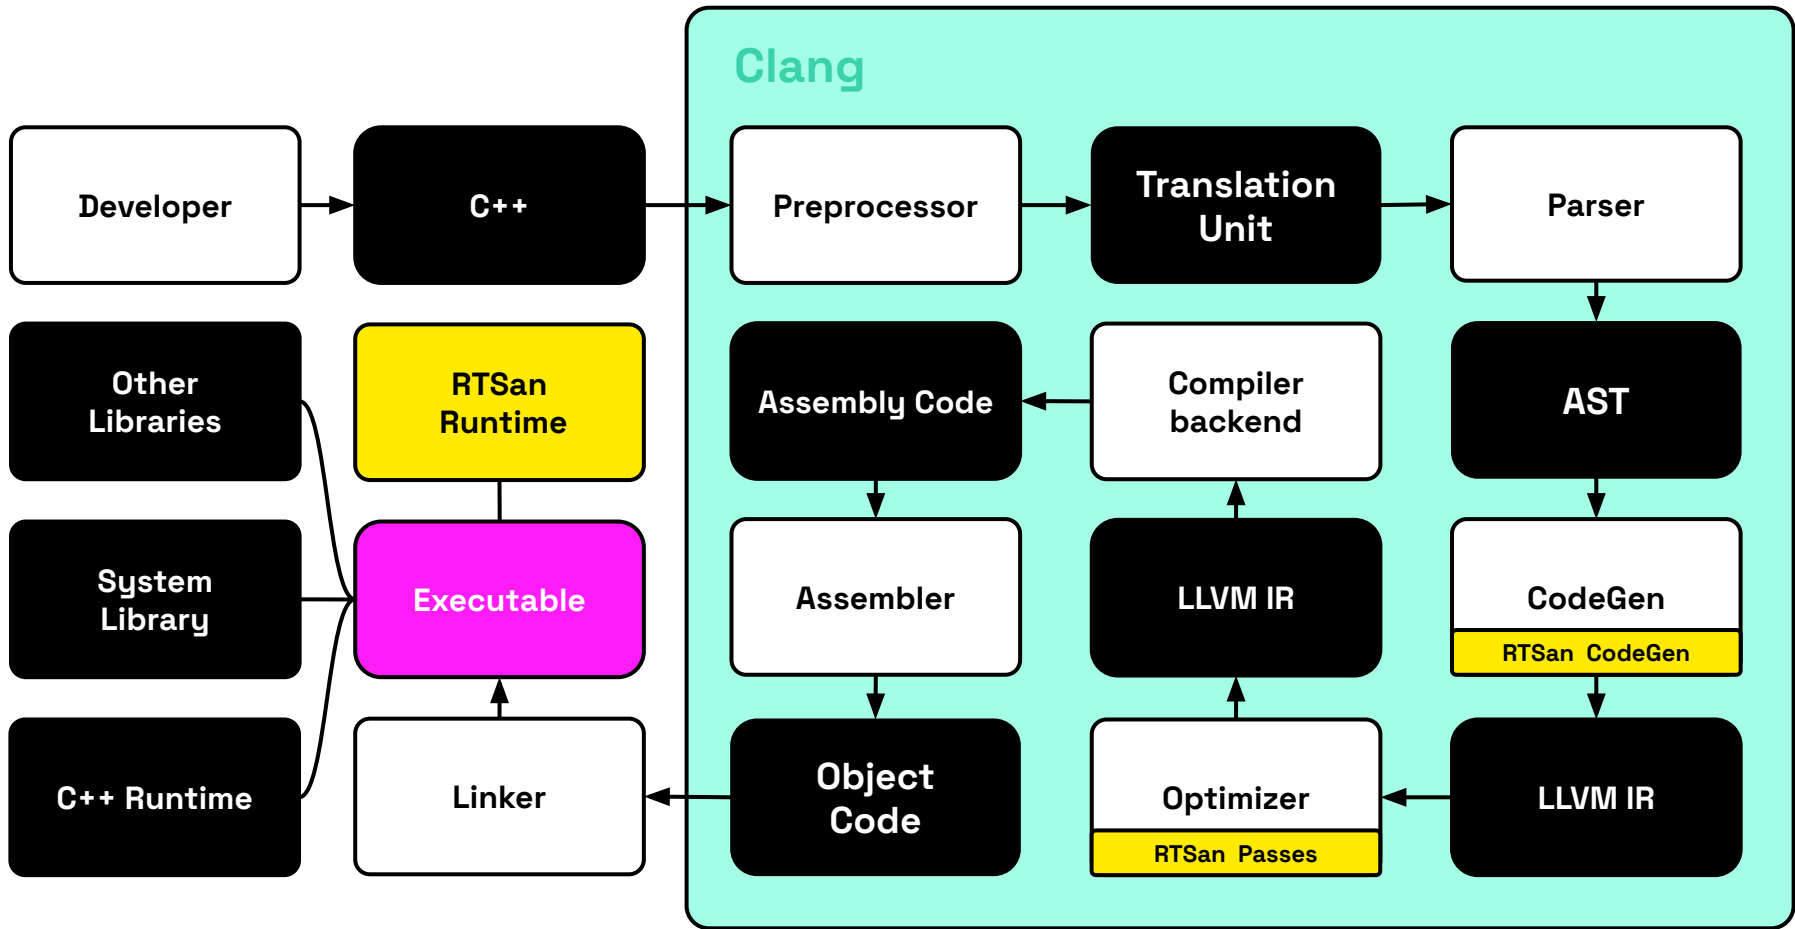 Clang
Developer
C++
Preprocessor
Translation
Unit
Parser
Other
Libraries
RTSan
Runtime
Assembly Code
Compiler
backend
AST
System
Library
Executable
Assembler
LLVM IR
CodeGen
RTSan CodeGen
C++ Runtime
Linker
Object
Code
Optimizer
RTSan Passes
LLVM IR